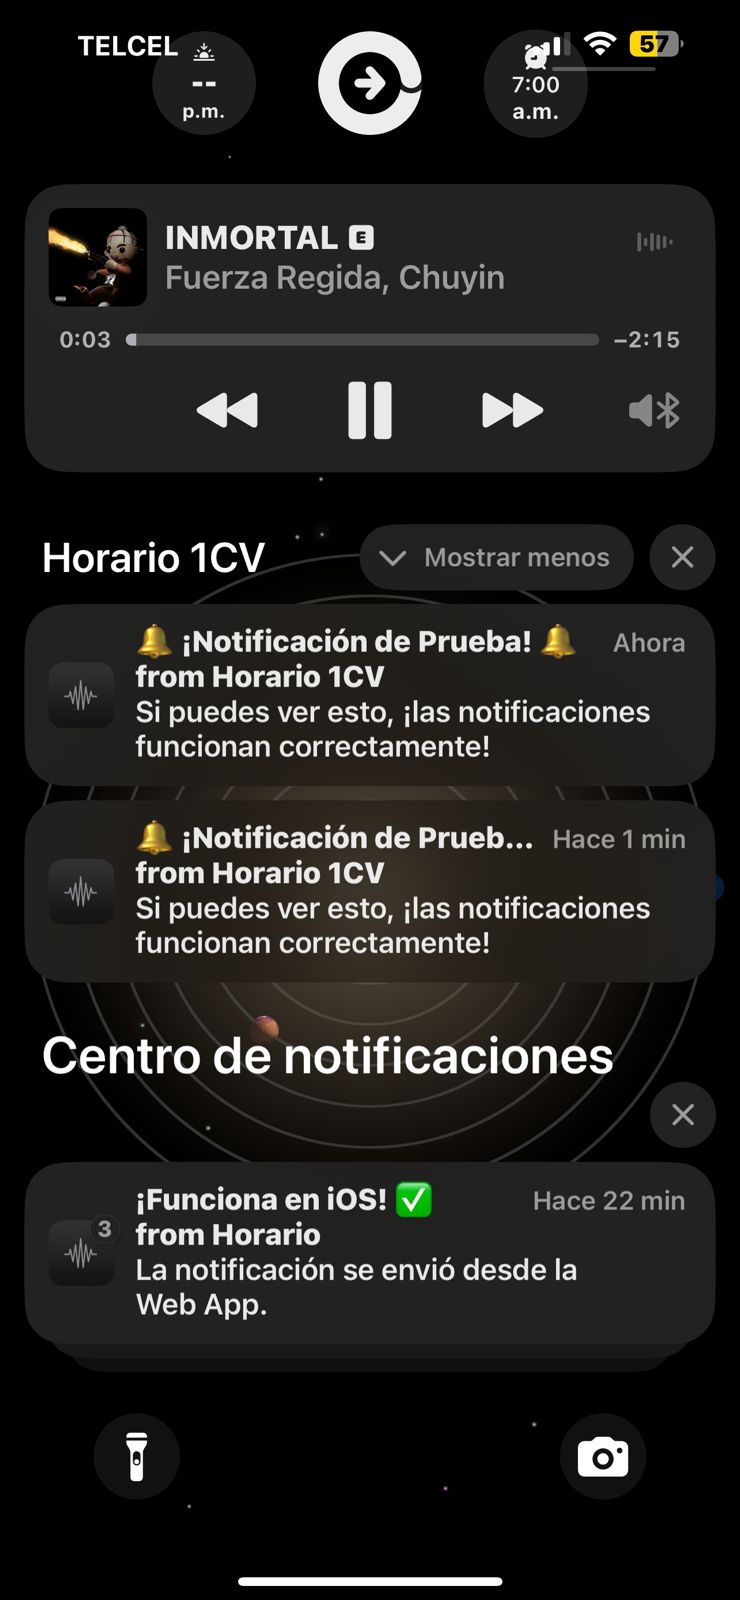 TELCEL
57
--
p.m.
7:00
a.m.
INMORTAL E
Fuerza Regida, Chuyin
0:03
−2:15
Horario 1CV
Mostrar menos
🔔 ¡Notificación de Prueba! 🔔
Ahora
from Horario 1CV
Si puedes ver esto, ¡las notificaciones
funcionan correctamente!
🔔 ¡Notificación de Prueb...
Hace 1 min
from Horario 1CV
Si puedes ver esto, ¡las notificaciones
funcionan correctamente!
Centro de notificaciones
¡Funciona en iOS! ✅
Hace 22 min
3
from Horario
La notificación se envió desde la
Web App.